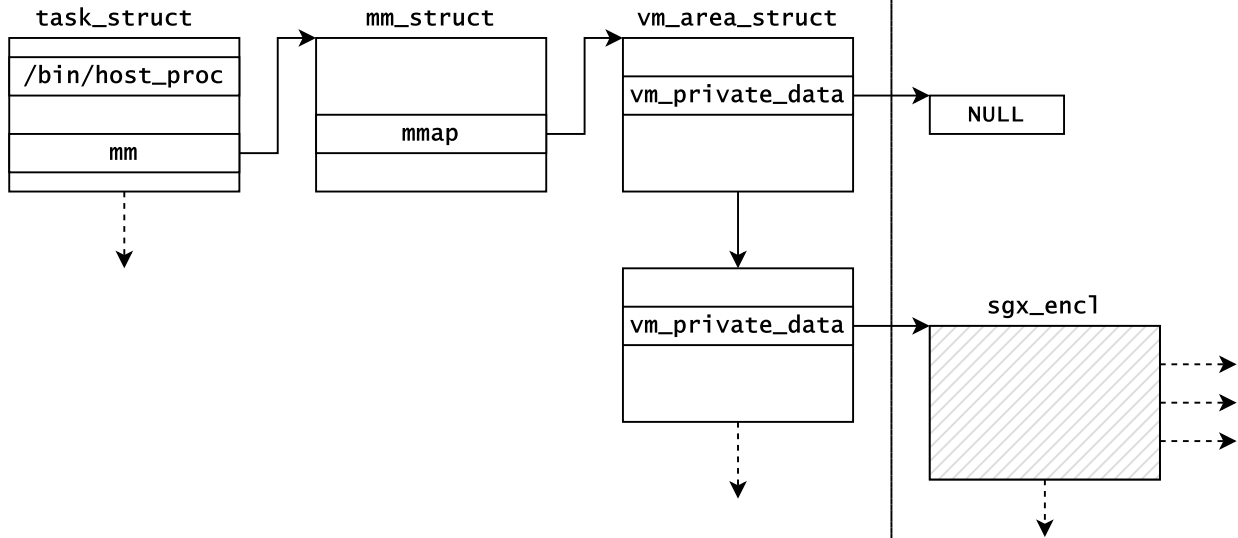 task_struct
mm_struct
vm_area_struct
/bin/host_proc
vm_private_data
NULL
mmap
mm
sgx_encl
vm_private_data